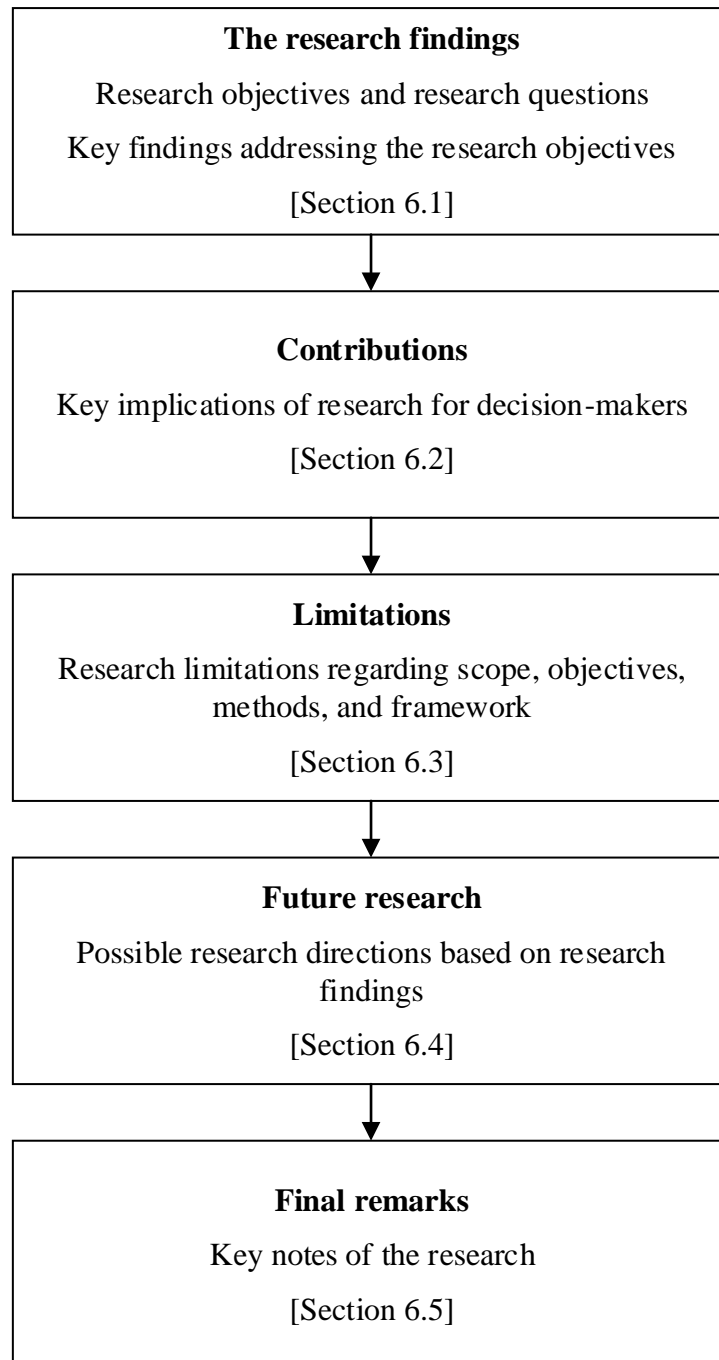 The research findings
Research objectives and research questions
Key findings addressing the research objectives
[Section 6.1]
Contributions
Key implications of research for decision-makers
[Section 6.2]
Limitations
Research limitations regarding scope, objectives,
methods, and framework
[Section 6.3]
Future research
Possible research directions based on research
findings
[Section 6.4]
Final remarks
Key notes of the research
[Section 6.5]